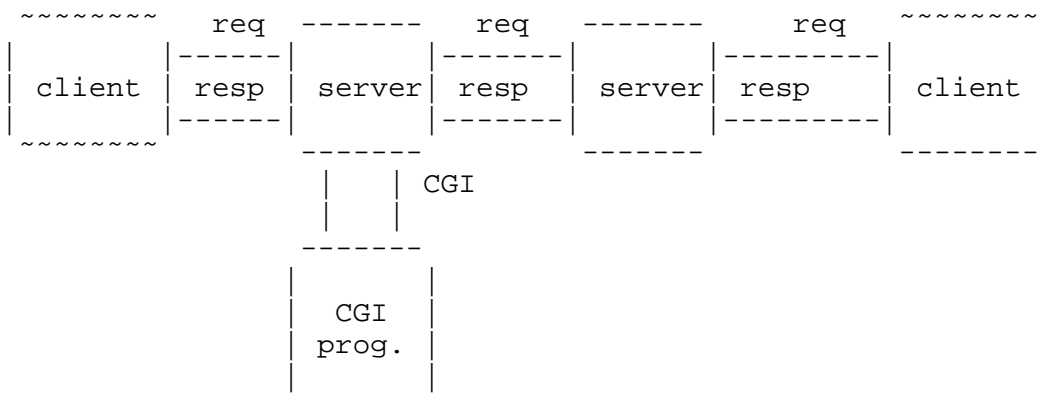 req req req
client resp server resp server resp client
CGI
CGI
prog.